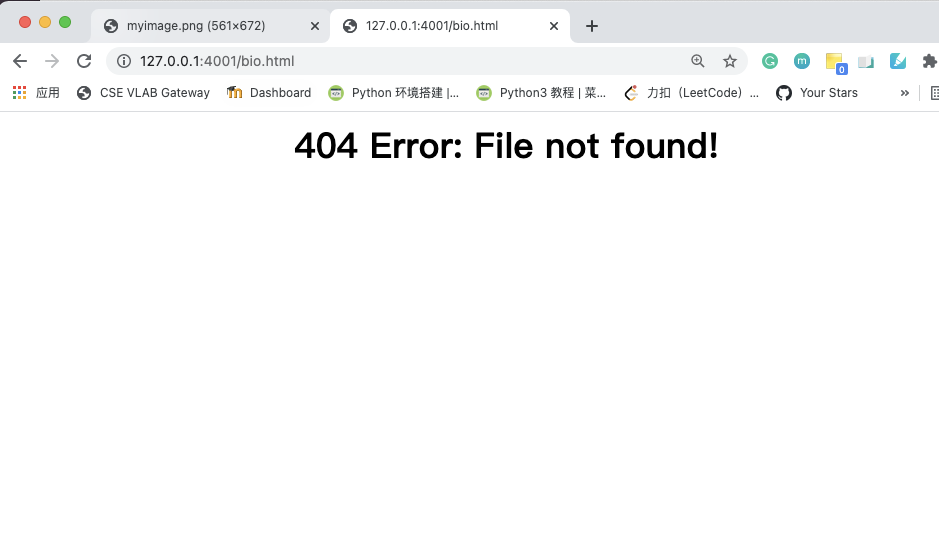 myimage.png (561×672)
127.0.0.1:4001/bio.html
127.0.0.1:4001/bio.html
应用
CSE VLAB Gateway
Dashboard
Python 环境搭建 |...
Python3 教程 | 菜...
力扣（LeetCode）...
Your Stars
»
0
404 Error: File not found!